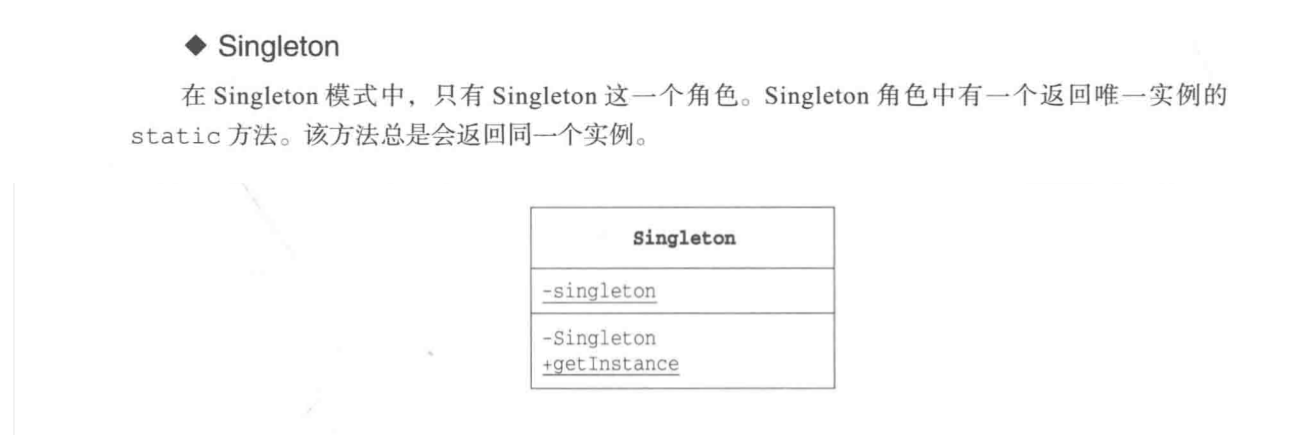 ◆ Singleton
在 Singleton 模式中，只有 Singleton 这一个角色。Singleton 角色中有一个返回唯一实例的
static 方法。该方法总是会返回同一个实例。
Singleton
-singleton
-Singleton
+getInstance